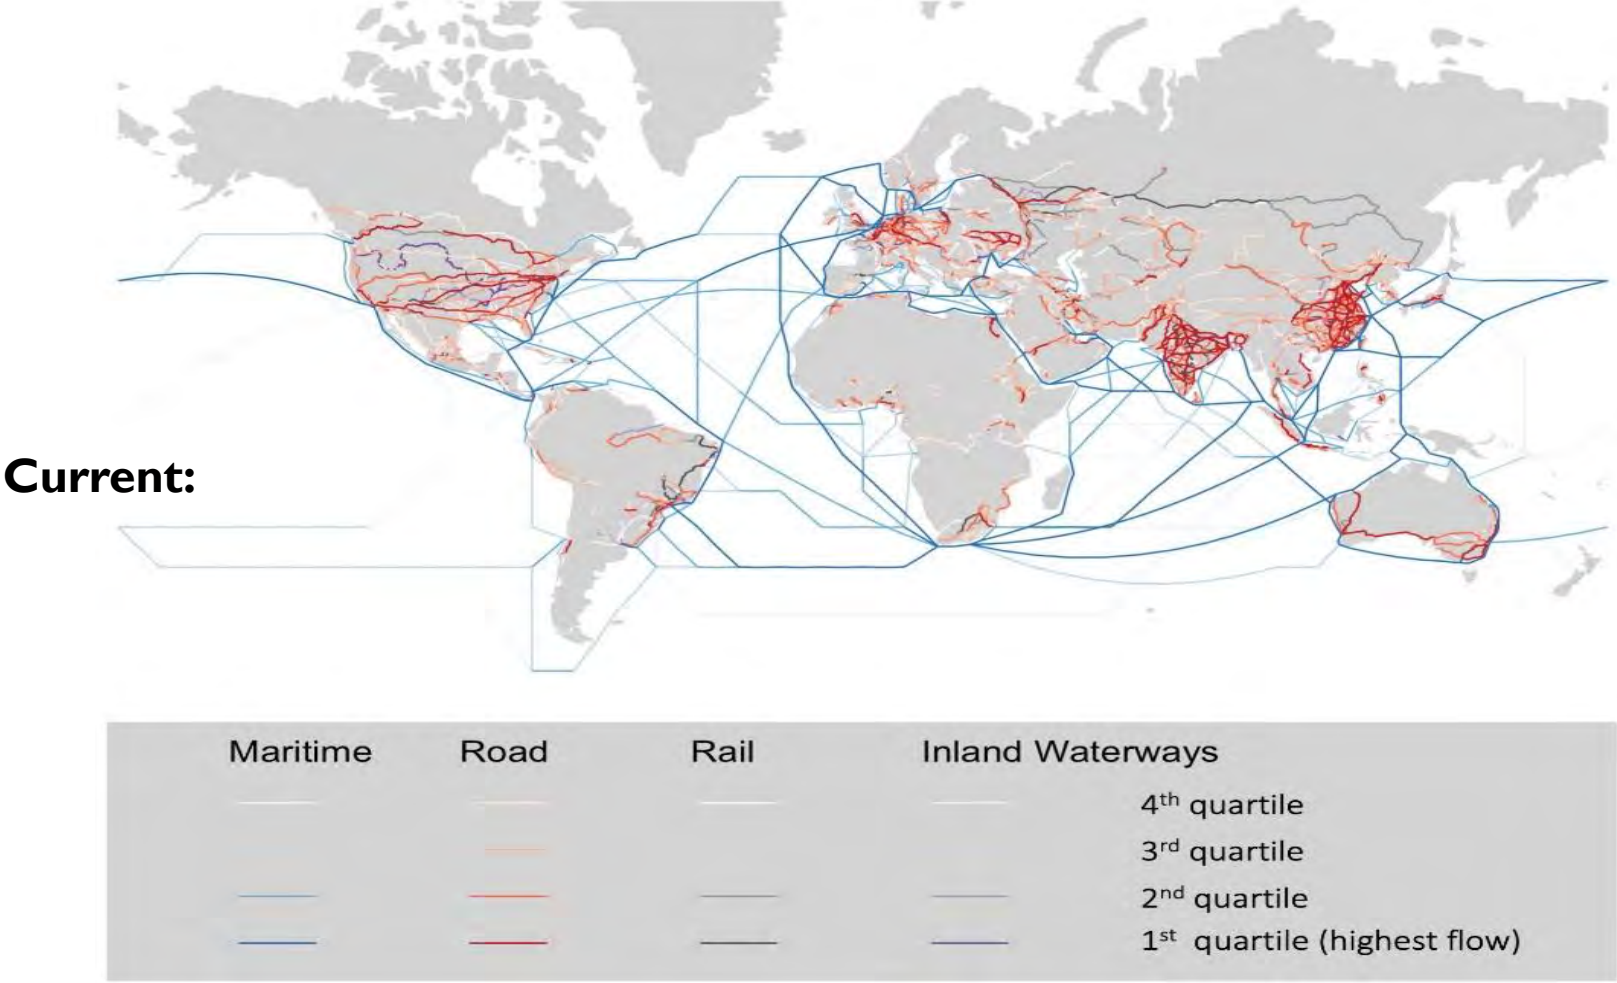 Current:
Maritime Road Rail Inland Waterways
4th quartile
3rd quartile
2nd quartile
1st quartile (highest flow)